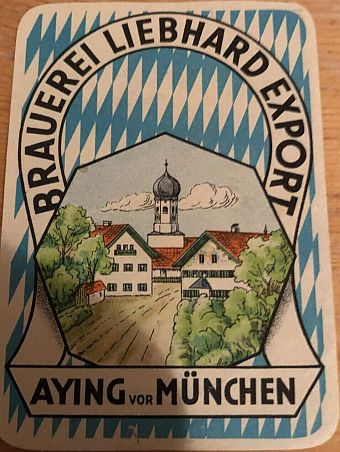 BRAUEREI LIEBHARD EXPORT
AYING VOR MÜNCHEN